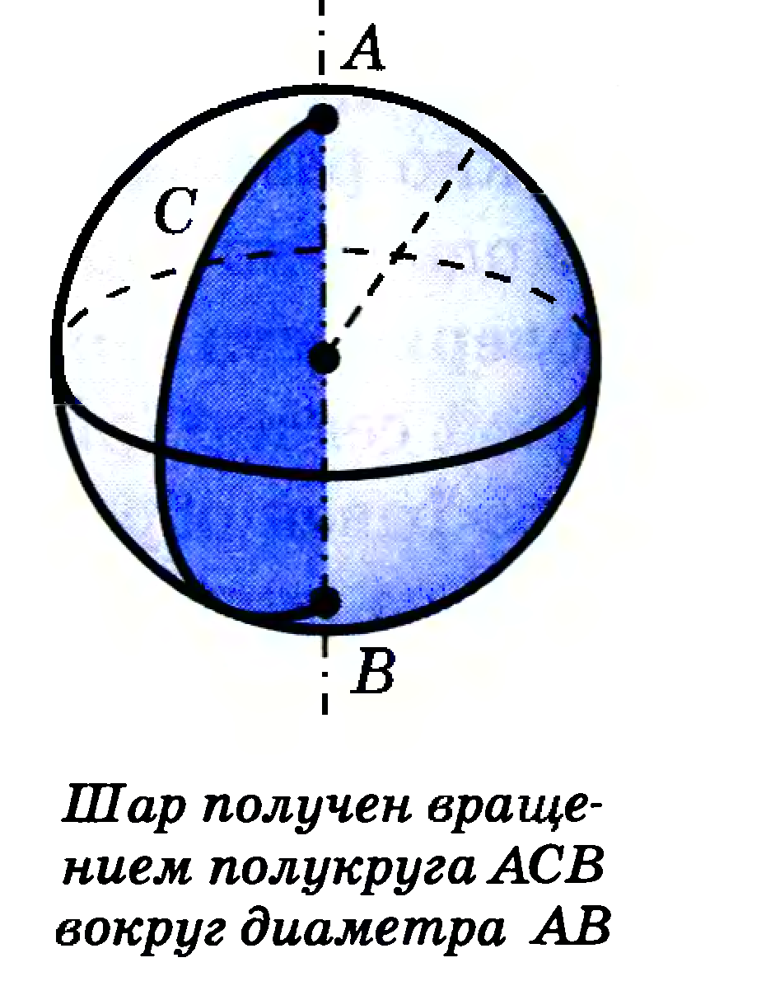 A
C
B
Шар получен враще-
нием полукруга ACB
вокруг диаметра AB